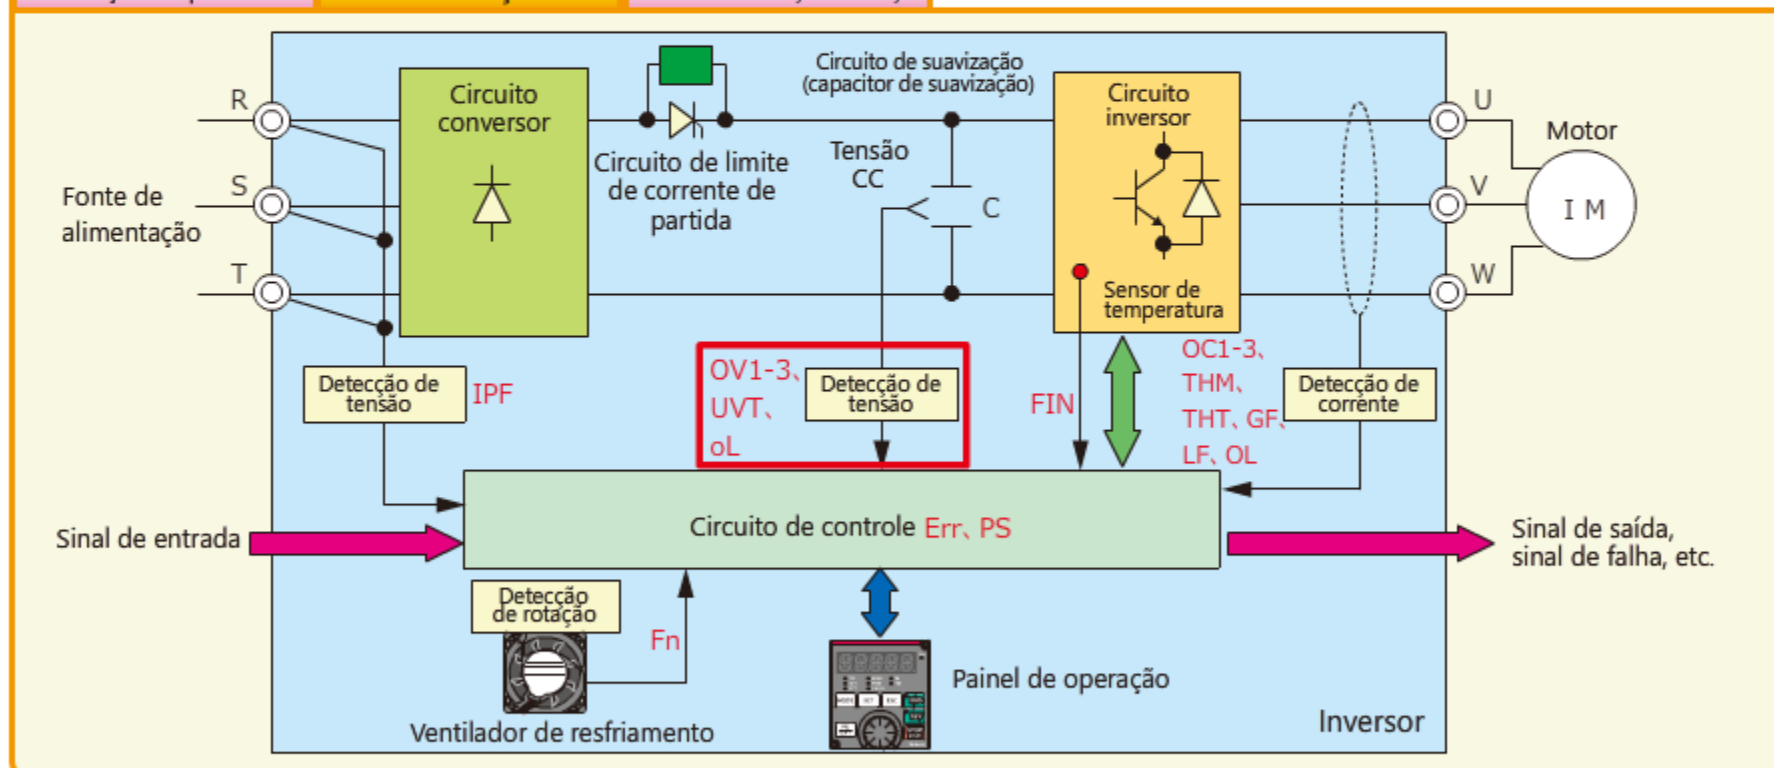 Circuito de suavização
(capacitor de suavização)
Circuito
conversor
Circuito
inversor
R
U
Motor
Circuito de limite
de corrente de
partida
Tensão
CC
Fonte de
alimentação
S
C
V
I M
T
Sensor de
temperatura
W
Detecção de
tensão
IPF
OV1-3、
UVT、
oL
Detecção de
tensão
FIN
OC1-3、
THM、
THT、GF、
LF、OL
Detecção de
corrente
Sinal de entrada
Circuito de controle Err、PS
Sinal de saída,
sinal de falha, etc.
Detecção
de rotação
Fn
Ventilador de resfriamento
Painel de operação
Inversor